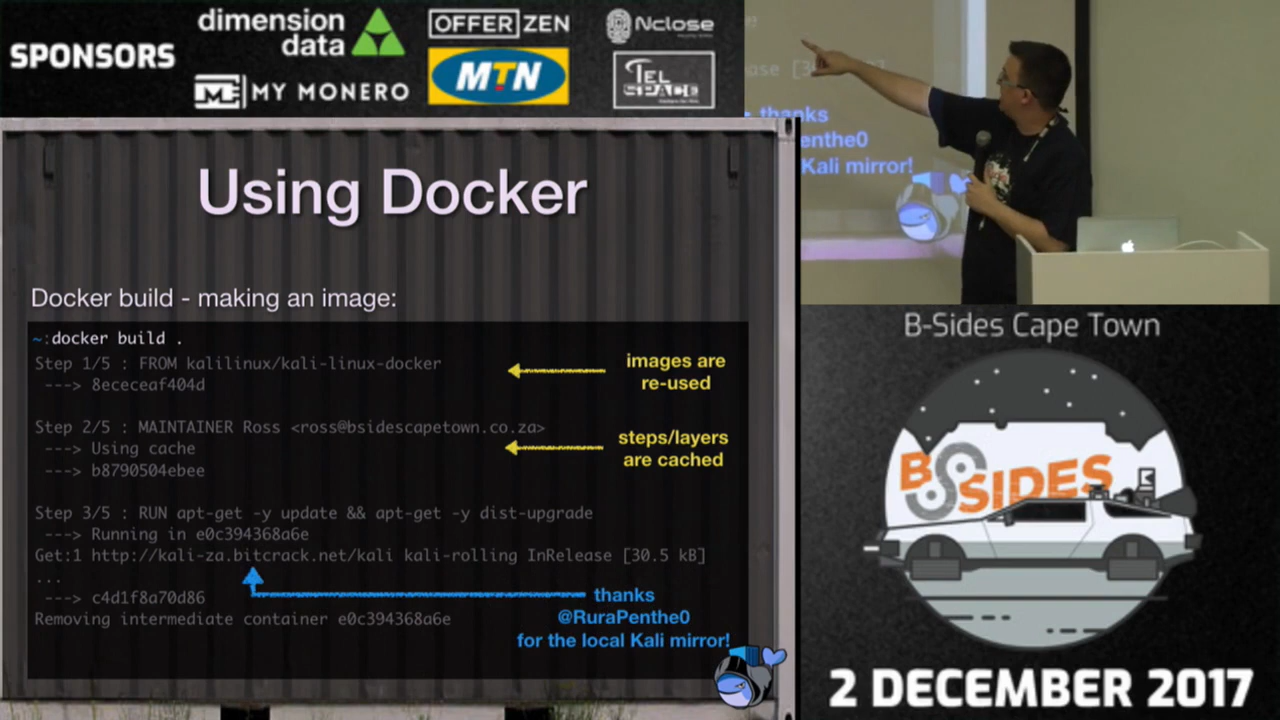 SPONSORS
dimension
data
OFFERZEN
Nclose
MY MONERO
MTN
TEL
SPACE
Using Docker
Docker build - making an image:
~:docker build .
Step 1/5 : FROM kalilinux/kali-linux-docker
---> 8ececeaf404d
images are
re-used
Step 2/5 : MAINTAINER Ross <ross@bsidescapetown.co.za>
---> Using cache
---> b8790504ebee
steps/layers
are cached
Step 3/5 : RUN apt-get -y update && apt-get -y dist-upgrade
---> Running in e0c394368a6e
Get:1 http://kali-za.bitcrack.net/kali kali-rolling InRelease [30.5 kB]
...
---> c4d1f8a70d86
Removing intermediate container e0c394368a6e
thanks
@RuraPenthe0
for the local Kali mirror!
thanks
enthe0
Kali mirror!
B-Sides Cape Town
BSIDES
2 DECEMBER 2017